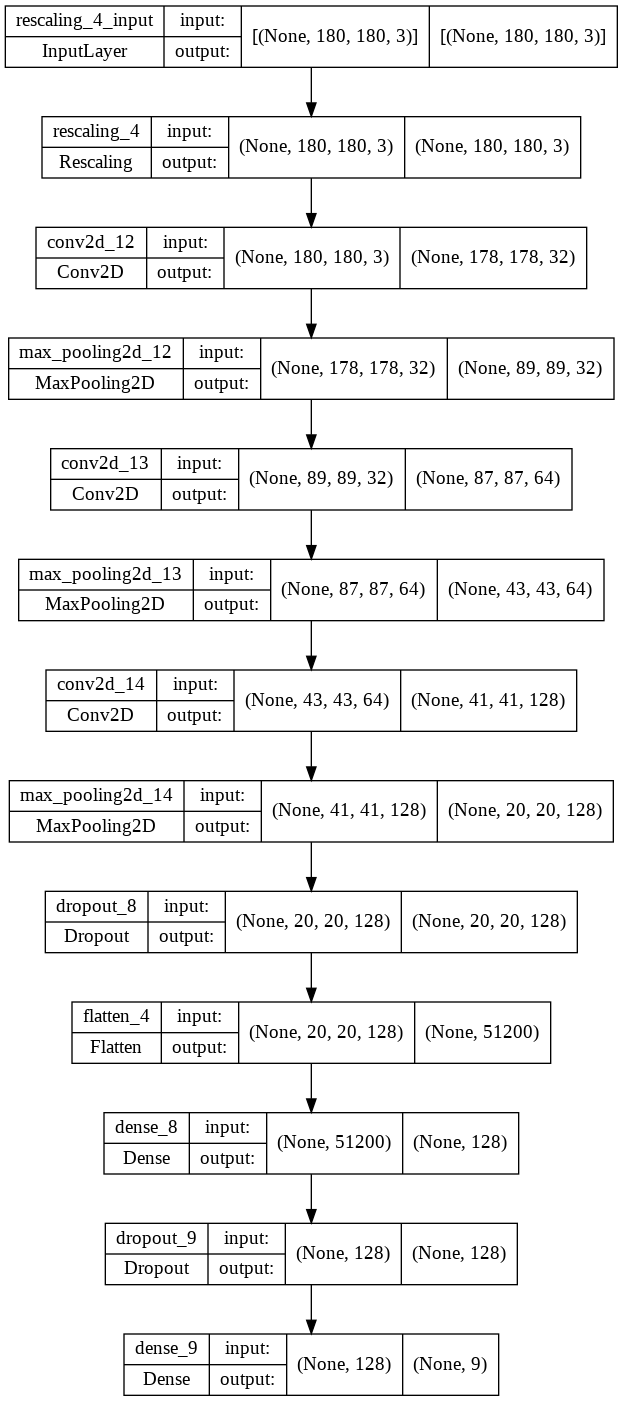 rescaling_4_input input: [(None, 180, 180, 3)] [(None, 180, 180, 3)]
InputLayer output:
rescaling_4 input: (None, 180, 180, 3) (None, 180, 180, 3)
Rescaling output:
conv2d_12 input: (None, 180, 180, 3) (None, 178, 178, 32)
Conv2D output:
max_pooling2d_12 input: (None, 178, 178, 32) (None, 89, 89, 32)
MaxPooling2D output:
conv2d_13 input: (None, 89, 89, 32) (None, 87, 87, 64)
Conv2D output:
max_pooling2d_13 input: (None, 87, 87, 64) (None, 43, 43, 64)
MaxPooling2D output:
conv2d_14 input: (None, 43, 43, 64) (None, 41, 41, 128)
Conv2D output:
max_pooling2d_14 input: (None, 41, 41, 128) (None, 20, 20, 128)
MaxPooling2D output:
dropout_8 input: (None, 20, 20, 128) (None, 20, 20, 128)
Dropout output:
flatten_4 input: (None, 20, 20, 128) (None, 51200)
Flatten output:
dense_8 input: (None, 51200) (None, 128)
Dense output:
dropout_9 input: (None, 128) (None, 128)
Dropout output:
dense_9 input: (None, 128) (None, 9)
Dense output: